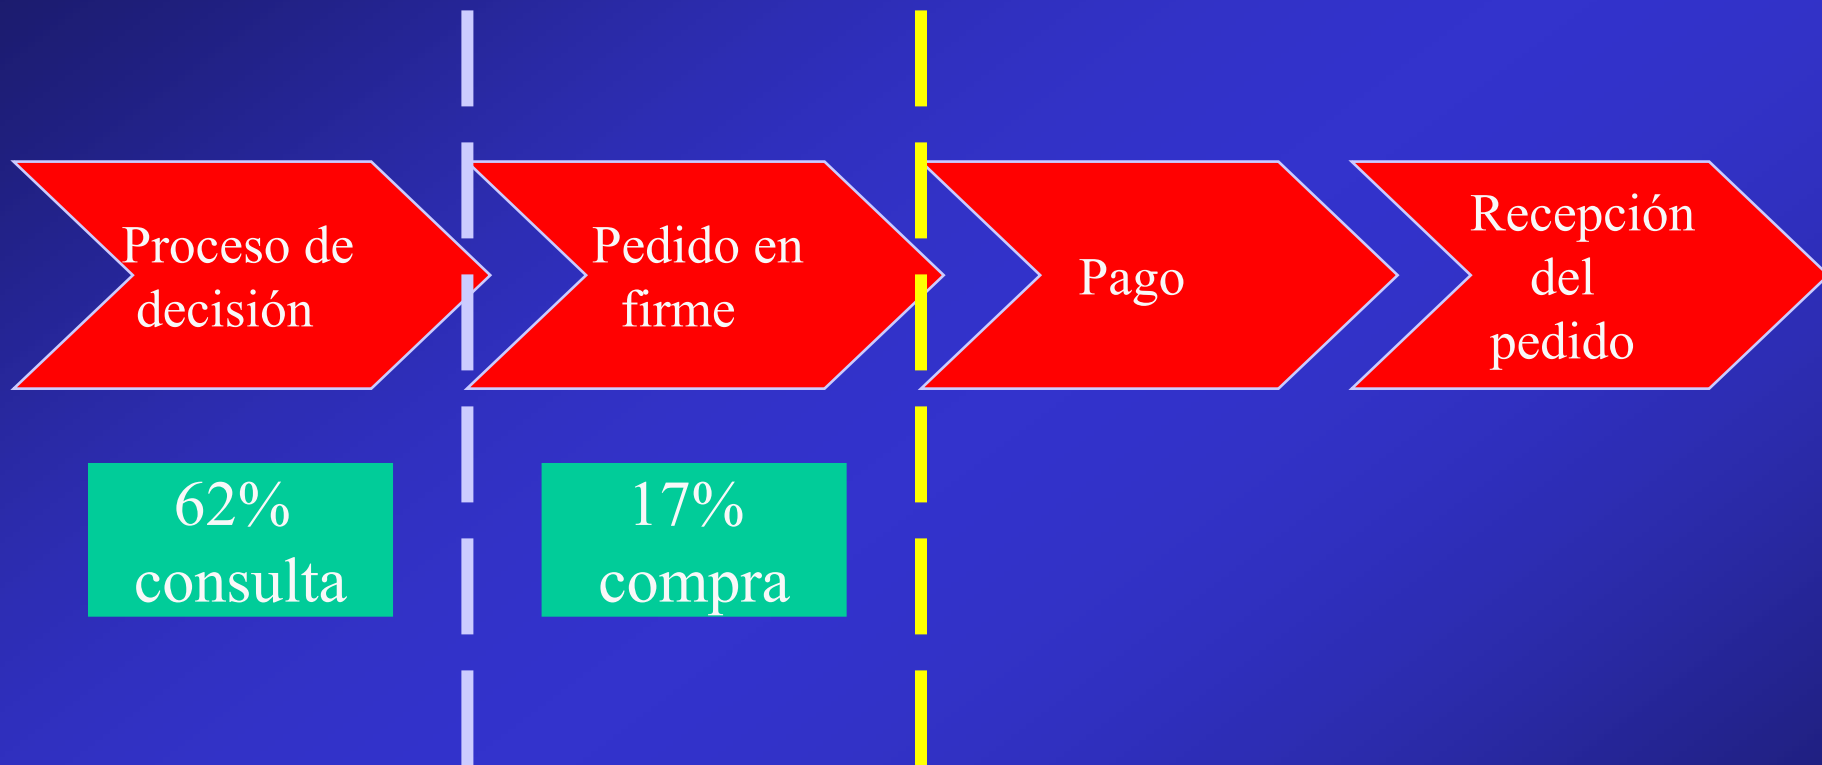 Proceso de
decisión
Pedido en
firme
Pago
Recepción
del
pedido
62%
consulta
17%
compra